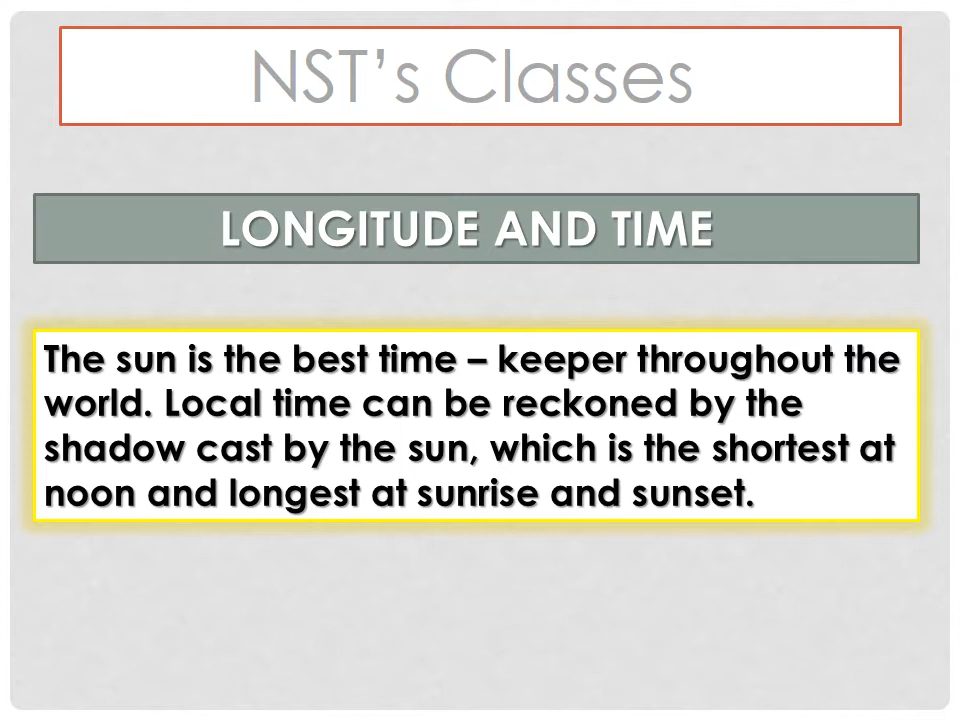 NST's Classes
LONGITUDE AND TIME
The sun is the best time – keeper throughout the
world. Local time can be reckoned by the
shadow cast by the sun, which is the shortest at
noon and longest at sunrise and sunset.